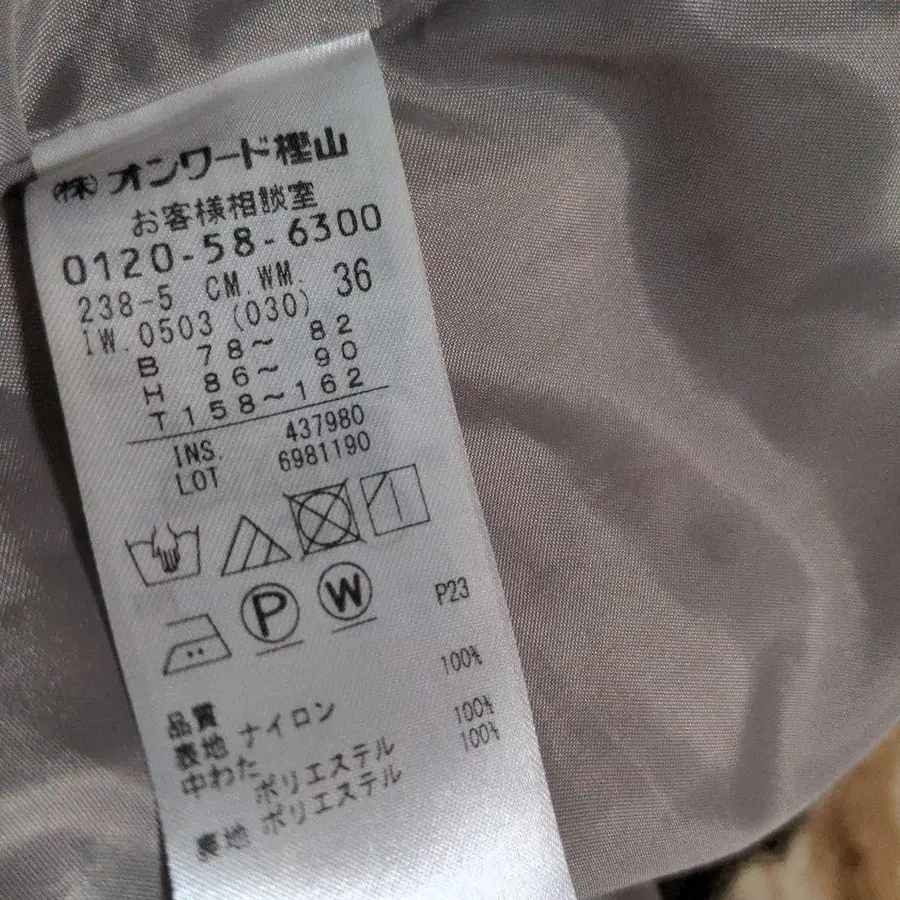 ㈱オンワード樫山
お客様相談室
0120-58-6300
238-5 CM.WM. 36
IW.0503 (030)
B 78〜 82
H 86〜 90
T 158〜162
INS. 437980
LOT 6981190
P W
P23
品質
表地 ナイロン 100%
中わた ポリエステル 100%
裏地 ポリエステル 100%